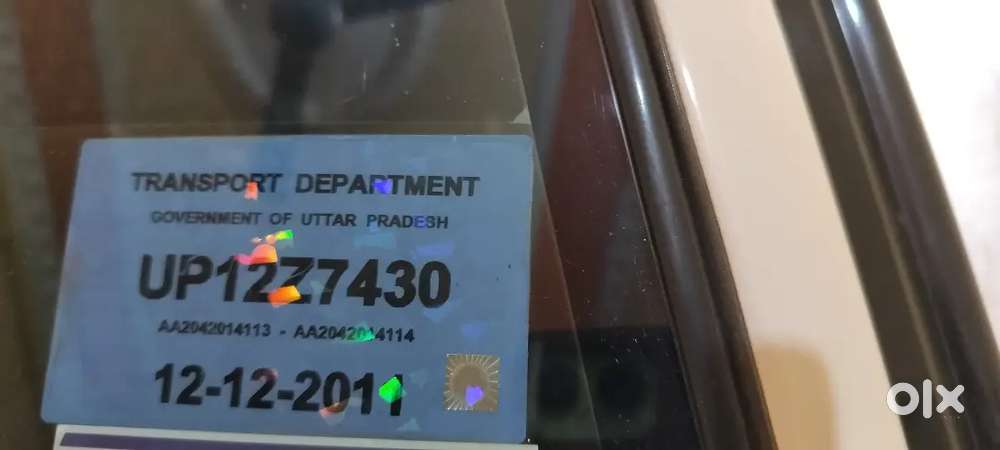 TRANSPORT DEPARTMENT
GOVERNMENT OF UTTAR PRADESH
UP12Z7430
AA2042014113 - AA2042014114
12-12-2011
olx